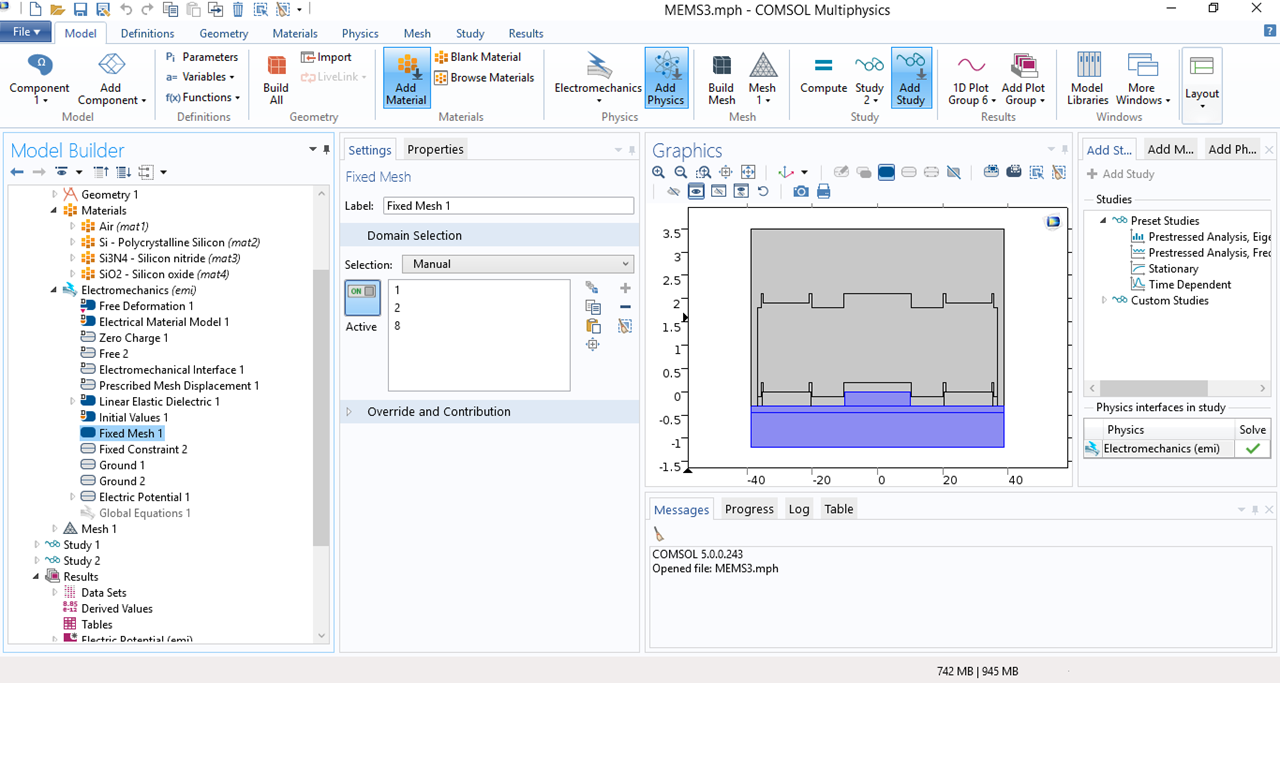 MEMS3.mph - COMSOL Multiphysics
File Model Definitions Geometry Materials Physics Mesh Study Results
Component 1
Add Component
Model
Pi Parameters
a= Variables
f(x) Functions
Definitions
Build All
Import
LiveLink
Geometry
Add Material
Blank Material
Browse Materials
Materials
Electromechanics
Add Physics
Physics
Build Mesh
Mesh 1
Mesh
Compute
Study 2
Add Study
Study
1D Plot Group 6
Add Plot Group
Results
Model Libraries
More Windows
Windows
Layout
Model Builder
Geometry 1
Materials
Air (mat1)
Si - Polycrystalline Silicon (mat2)
Si3N4 - Silicon nitride (mat3)
SiO2 - Silicon oxide (mat4)
Electromechanics (emi)
Free Deformation 1
Electrical Material Model 1
Zero Charge 1
Free 2
Electromechanical Interface 1
Prescribed Mesh Displacement 1
Linear Elastic Dielectric 1
Initial Values 1
Fixed Mesh 1
Fixed Constraint 2
Ground 1
Ground 2
Electric Potential 1
Global Equations 1
Mesh 1
Study 1
Study 2
Results
Data Sets
8.85
e-12
Derived Values
Tables
Electric Potential (emi)
Settings Properties
Fixed Mesh
Label: Fixed Mesh 1
Domain Selection
Selection: Manual
ON
Active
1
2
8
Override and Contribution
Graphics
3.5
3
2.5
2
1.5
1
0.5
0
-0.5
-1
-1.5
-40 -20 0 20 40
Messages Progress Log Table
COMSOL 5.0.0.243
Opened file: MEMS3.mph
Add St... Add M... Add Ph...
Add Study
Studies
Preset Studies
Prestressed Analysis, Eige
Prestressed Analysis, Frec
Stationary
Time Dependent
Custom Studies
Physics interfaces in study
Physics Solve
Electromechanics (emi)
742 MB | 945 MB